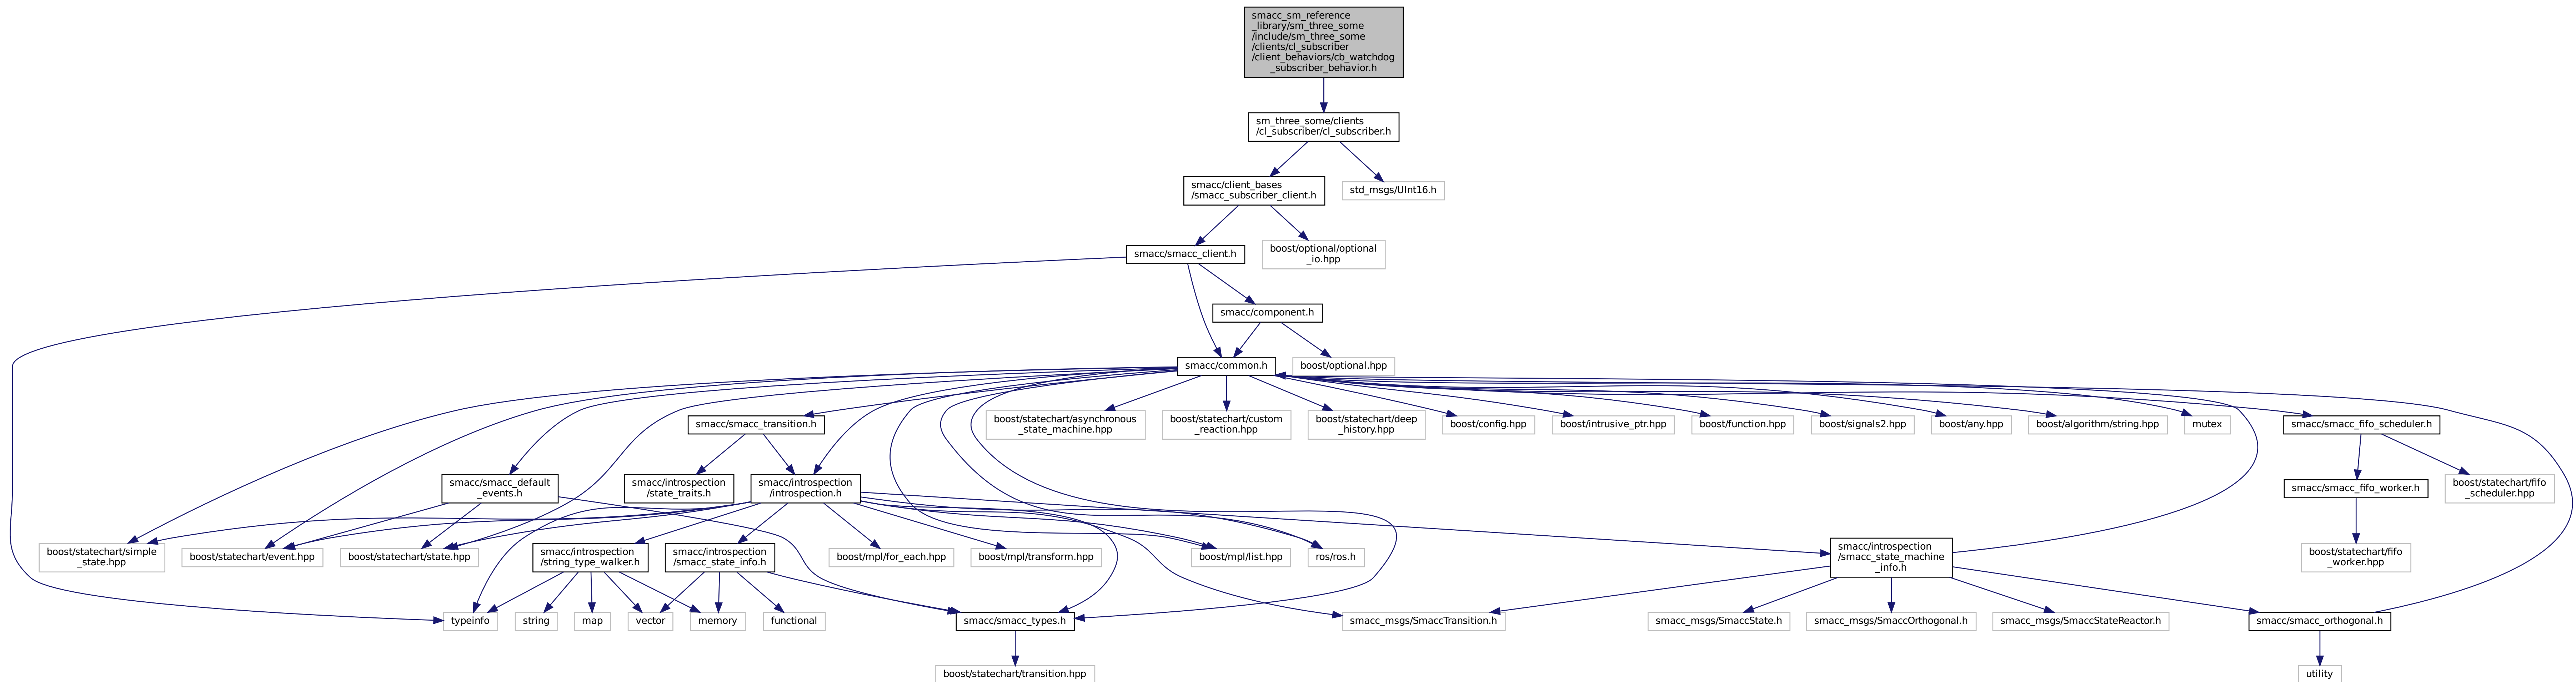 smacc_sm_reference
_library/sm_three_some
/include/sm_three_some
/clients/cl_subscriber
/client_behaviors/cb_watchdog
_subscriber_behavior.h
sm_three_some/clients
/cl_subscriber/cl_subscriber.h
smacc/client_bases
/smacc_subscriber_client.h
std_msgs/UInt16.h
smacc/smacc_client.h
boost/optional/optional
_io.hpp
smacc/component.h
smacc/common.h
boost/optional.hpp
smacc/smacc_transition.h
boost/statechart/asynchronous
_state_machine.hpp
boost/statechart/custom
_reaction.hpp
boost/statechart/deep
_history.hpp
boost/config.hpp
boost/intrusive_ptr.hpp
boost/function.hpp
boost/signals2.hpp
boost/any.hpp
boost/algorithm/string.hpp
mutex
smacc/smacc_fifo_scheduler.h
smacc/smacc_default
_events.h
smacc/introspection
/state_traits.h
smacc/introspection
/introspection.h
smacc/smacc_fifo_worker.h
boost/statechart/fifo
_scheduler.hpp
boost/statechart/simple
_state.hpp
boost/statechart/event.hpp
boost/statechart/state.hpp
smacc/introspection
/string_type_walker.h
smacc/introspection
/smacc_state_info.h
boost/mpl/for_each.hpp
boost/mpl/transform.hpp
boost/mpl/list.hpp
ros/ros.h
smacc/introspection
/smacc_state_machine
_info.h
boost/statechart/fifo
_worker.hpp
typeinfo
string
map
vector
memory
functional
smacc/smacc_types.h
smacc_msgs/SmaccTransition.h
smacc_msgs/SmaccState.h
smacc_msgs/SmaccOrthogonal.h
smacc_msgs/SmaccStateReactor.h
smacc/smacc_orthogonal.h
boost/statechart/transition.hpp
utility